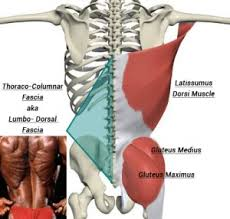 Thoraco-Columnar
Fascia
aka
Lumbo- Dorsal
Fascia
Latissumus
Dorsi Muscle
Gluteus Medius
Gluteus Maximus